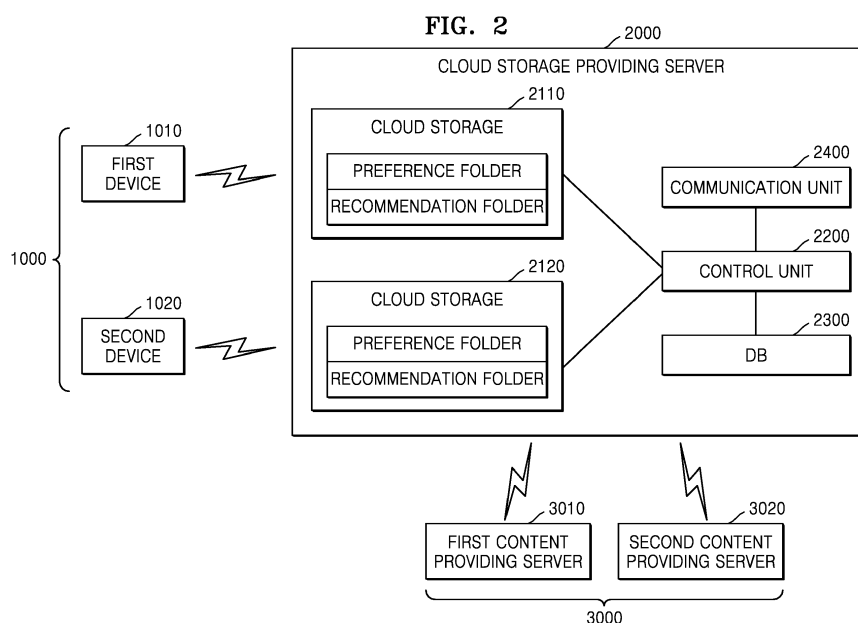 FIG. 2
2000
CLOUD STORAGE PROVIDING SERVER
2110
CLOUD STORAGE
PREFERENCE FOLDER
RECOMMENDATION FOLDER
1010
FIRST
DEVICE
2400
COMMUNICATION UNIT
2200
CONTROL UNIT
1000
2120
CLOUD STORAGE
PREFERENCE FOLDER
RECOMMENDATION FOLDER
1020
SECOND
DEVICE
2300
DB
3010
FIRST CONTENT
PROVIDING SERVER
3020
SECOND CONTENT
PROVIDING SERVER
3000